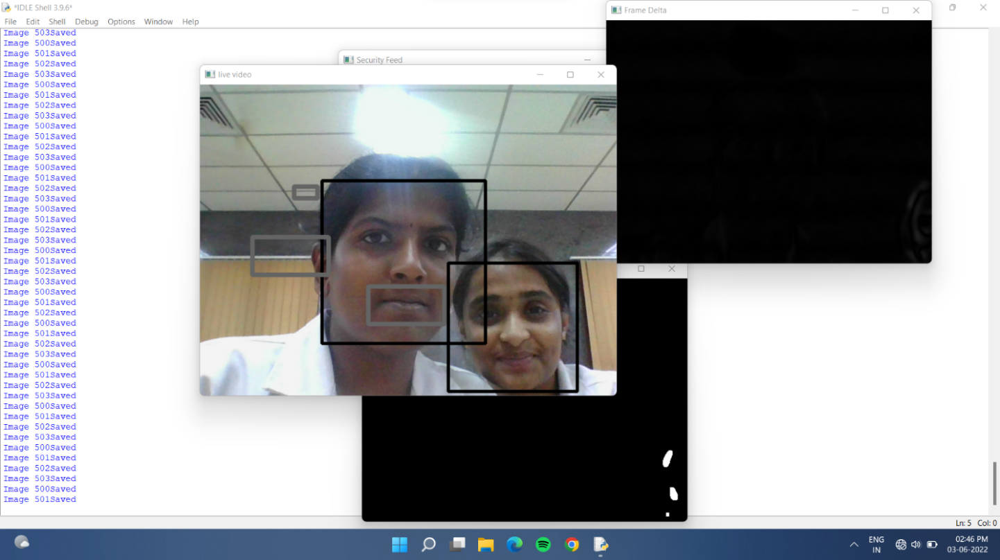 *IDLE Shell 3.9.6*
File Edit Shell Debug Options Window Help
Image 503Saved
Image 500Saved
Image 501Saved
Image 502Saved
Image 503Saved
Image 500Saved
Image 501Saved
Image 502Saved
Image 503Saved
Image 500Saved
Image 501Saved
Image 502Saved
Image 503Saved
Image 500Saved
Image 501Saved
Image 502Saved
Image 503Saved
Image 500Saved
Image 501Saved
Image 502Saved
Image 503Saved
Image 500Saved
Image 501Saved
Image 502Saved
Image 503Saved
Image 500Saved
Image 501Saved
Image 502Saved
Image 500Saved
Image 501Saved
Image 502Saved
Image 503Saved
Image 500Saved
Image 501Saved
Image 502Saved
Image 503Saved
Image 500Saved
Image 501Saved
Image 502Saved
Image 503Saved
Image 500Saved
Image 501Saved
Image 502Saved
Image 503Saved
Image 500Saved
Image 501Saved
Frame Delta
Security Feed
live video
Ln: 5 Col: 0
ENG
IN
02:46 PM
03-06-2022